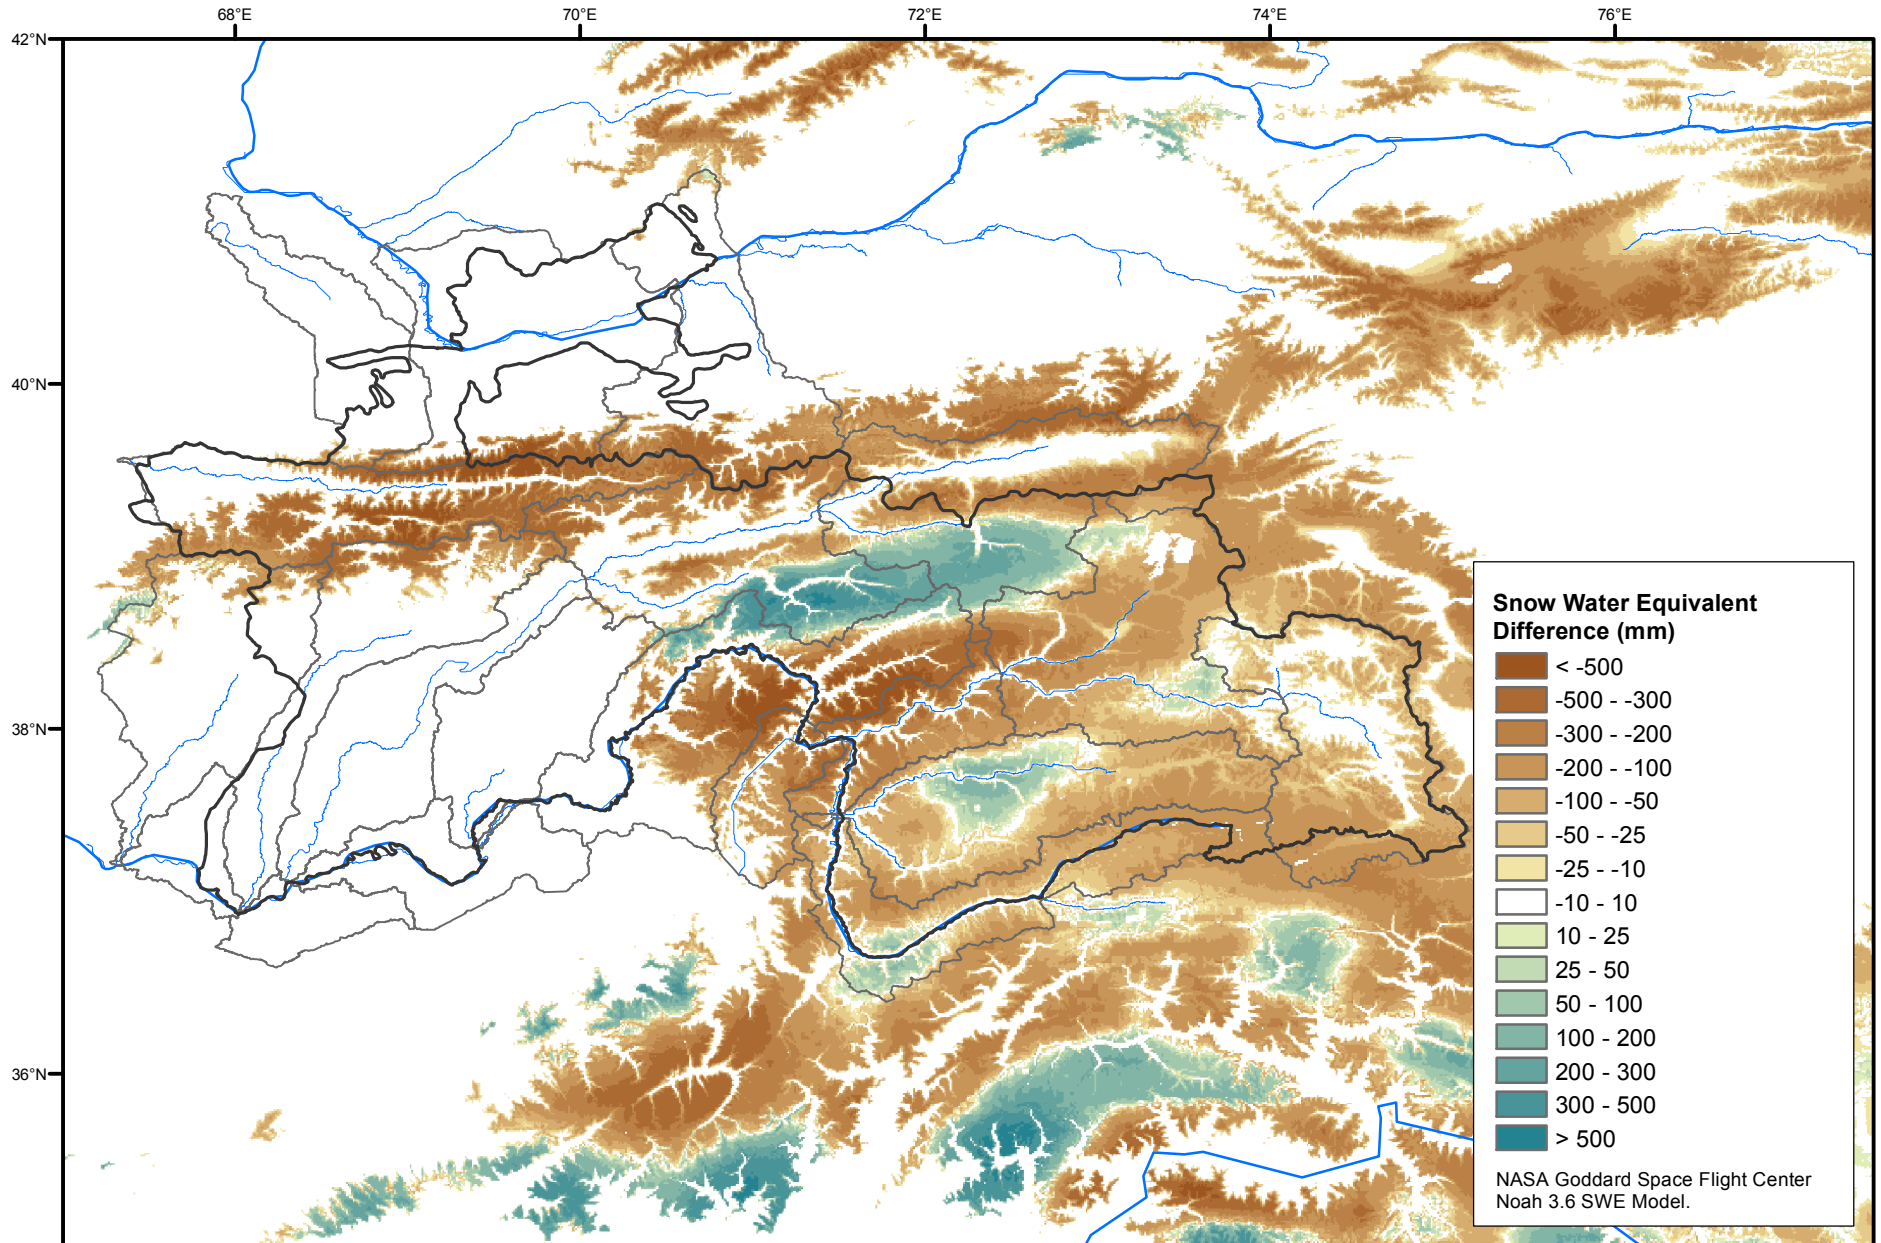 68°E
70°E
72°E
74°E
76°E
42°N
40°N
38°N
36°N
Snow Water Equivalent
Difference (mm)
< -500
-500 - -300
-300 - -200
-200 - -100
-100 - -50
-50 - -25
-25 - -10
-10 - 10
10 - 25
25 - 50
50 - 100
100 - 200
200 - 300
300 - 500
> 500
NASA Goddard Space Flight Center
Noah 3.6 SWE Model.